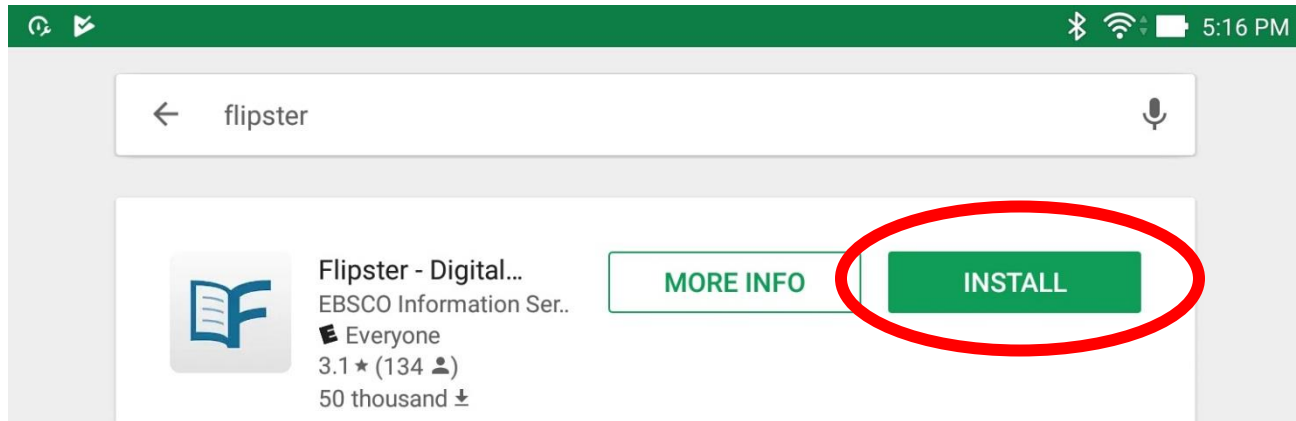 5:16 PM
flipster
Flipster - Digital...
MORE INFO
INSTALL
EBSCO Information Ser..
E Everyone
3.1 ★ (134)
50 thousand